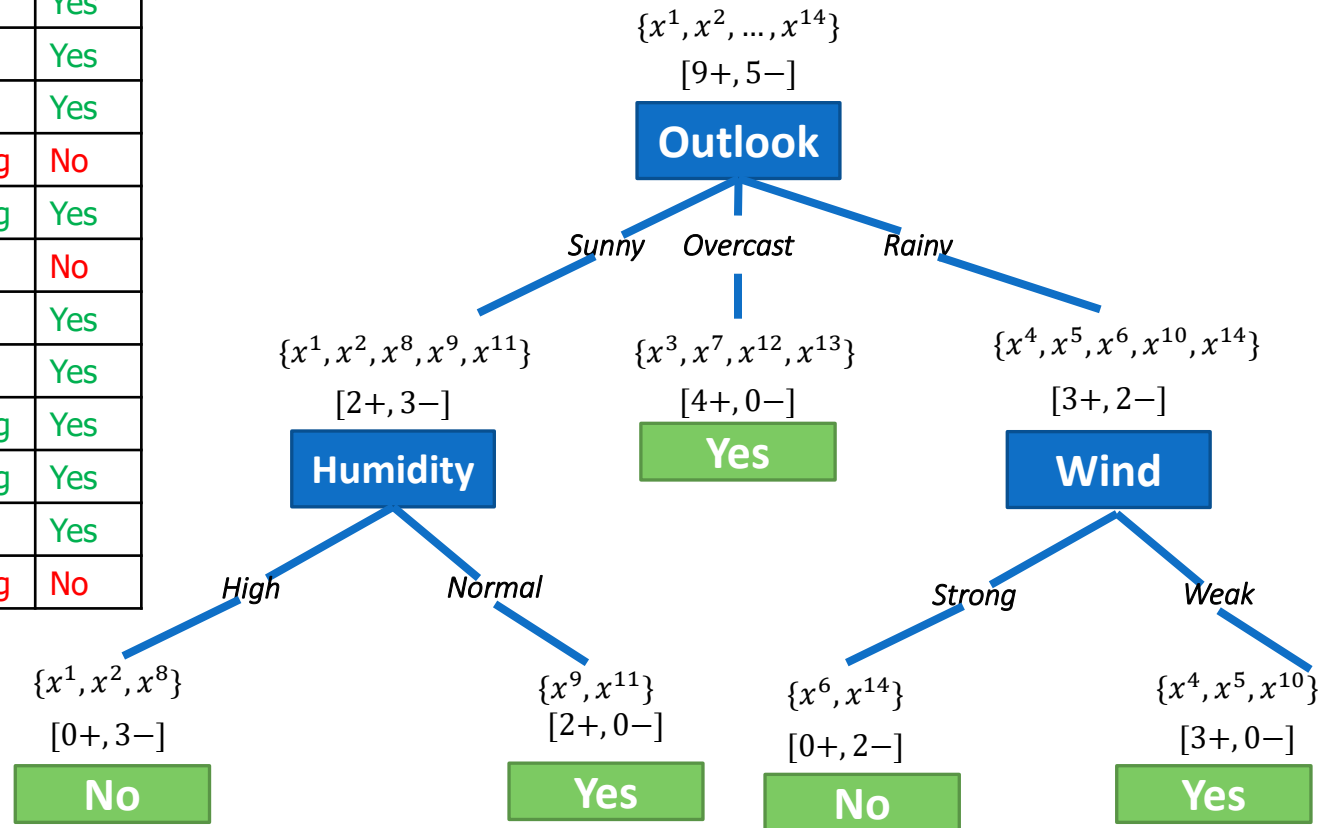 Yes
Yes
Yes
g No
g Yes
No
Yes
Yes
g Yes
g Yes
Yes
g No
{x¹, x², …, x¹⁴}
[9+, 5−]
Outlook
Sunny Overcast Rainy
{x¹, x², x⁸, x⁹, x¹¹} {x³, x⁷, x¹², x¹³} {x⁴, x⁵, x⁶, x¹⁰, x¹⁴}
[2+, 3−] [4+, 0−] [3+, 2−]
Humidity Yes Wind
High Normal Strong Weak
{x¹, x², x⁸} {x⁹, x¹¹} {x⁶, x¹⁴} {x⁴, x⁵, x¹⁰}
[0+, 3−] [2+, 0−] [0+, 2−] [3+, 0−]
No Yes No Yes